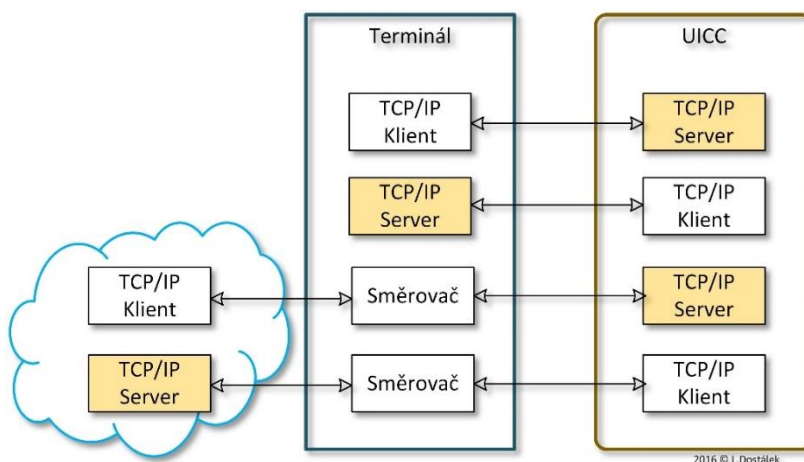 Terminál
UICC
TCP/IP
Klient
TCP/IP
Server
TCP/IP
Server
TCP/IP
Klient
TCP/IP
Klient
Směrovač
TCP/IP
Server
TCP/IP
Server
Směrovač
TCP/IP
Klient
2016 © L.Dostálek